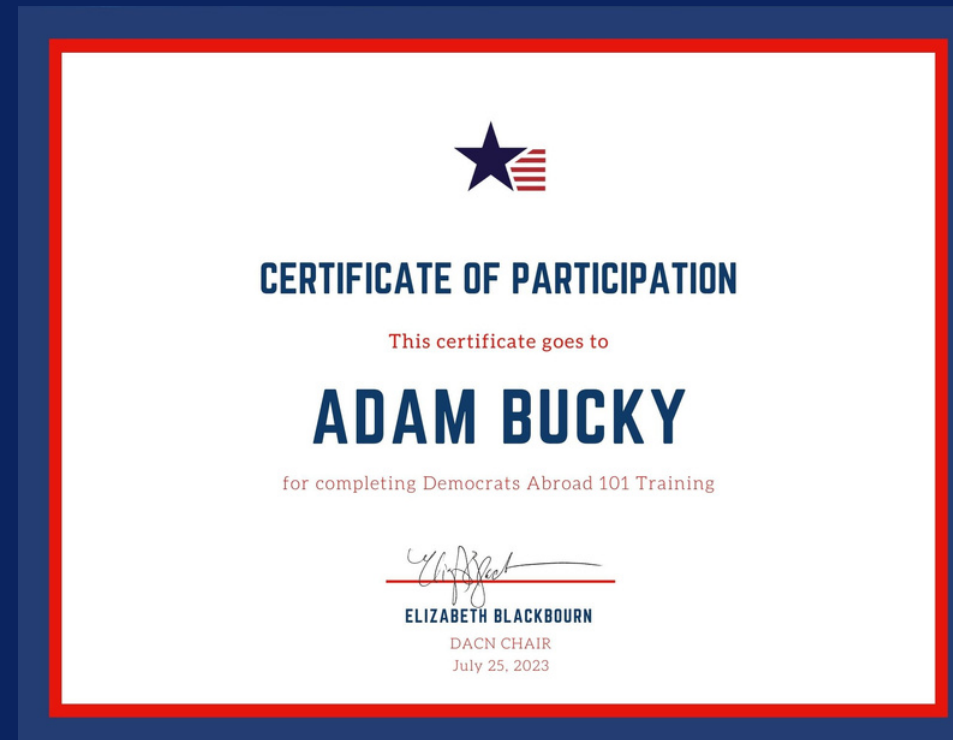 CERTIFICATE OF PARTICIPATION
This certificate goes to
ADAM BUCKY
for completing Democrats Abroad 101 Training
ELIZABETH BLACKBOURN
DACN CHAIR
July 25, 2023